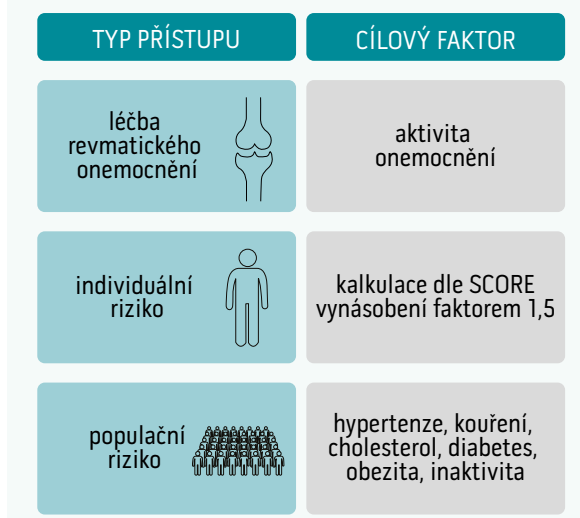 TYP PŘÍSTUPU
CÍLOVÝ FAKTOR
léčba
revmatického
onemocnění
aktivita
onemocnění
individuální
riziko
kalkulace dle SCORE
vynásobení faktorem 1,5
populační
riziko
hypertenze, kouření,
cholesterol, diabetes,
obezita, inaktivita